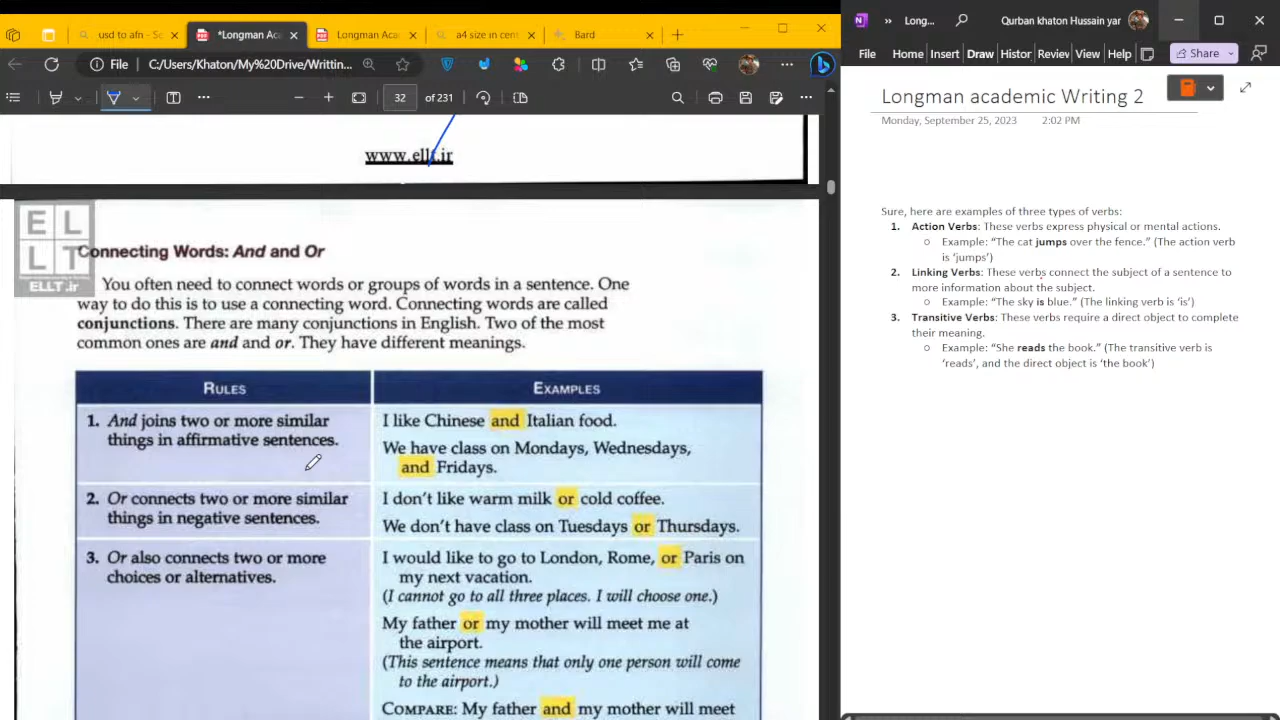 usd to afn - Sc
*Longman Aca
Longman Aca
a4 size in cent
Bard
File
C:/Users/Khaton/My%20Drive/Writtin...
32
of 231
www.ellt.ir
EL
LT
ELLT.ir
Connecting Words: And and Or
You often need to connect words or groups of words in a sentence. One
way to do this is to use a connecting word. Connecting words are called
conjunctions. There are many conjunctions in English. Two of the most
common ones are and and or. They have different meanings.
RULES
EXAMPLES
1. And joins two or more similar
things in affirmative sentences.
I like Chinese and Italian food.
We have class on Mondays, Wednesdays,
and Fridays.
2. Or connects two or more similar
things in negative sentences.
I don't like warm milk or cold coffee.
We don't have class on Tuesdays or Thursdays.
3. Or also connects two or more
choices or alternatives.
I would like to go to London, Rome, or Paris on
my next vacation.
(I cannot go to all three places. I will choose one.)
My father or my mother will meet me at
the airport.
(This sentence means that only one person will come
to the airport.)
COMPARE: My father and my mother will meet
Long...
Qurban khaton Hussain yar
File
Home
Insert
Draw
Histor
Review
View
Help
Share
Longman academic Writing 2
Monday, September 25, 2023
2:02 PM
Sure, here are examples of three types of verbs:
1. Action Verbs: These verbs express physical or mental actions.
○ Example: “The cat jumps over the fence.” (The action verb
is ‘jumps’)
2. Linking Verbs: These verbs connect the subject of a sentence to
more information about the subject.
○ Example: “The sky is blue.” (The linking verb is ‘is’)
3. Transitive Verbs: These verbs require a direct object to complete
their meaning.
○ Example: “She reads the book.” (The transitive verb is
‘reads’, and the direct object is ‘the book’)